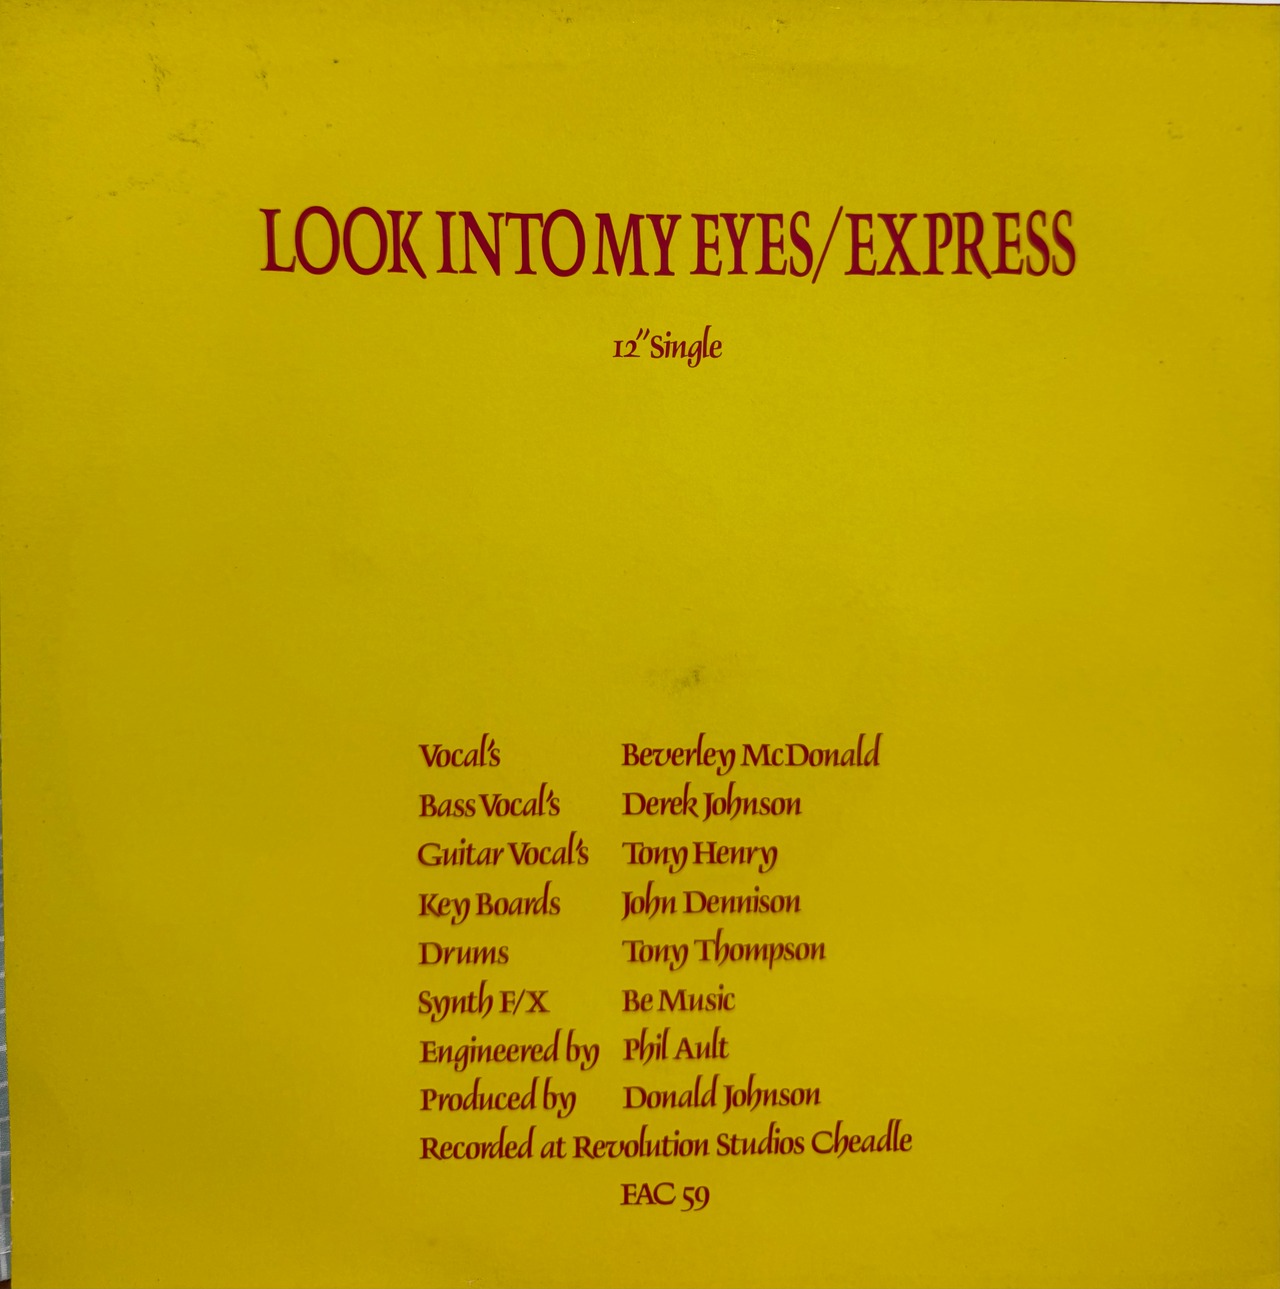 LOOK INTO MY EYES/EXPRESS
12" Single
Vocal's Beverley McDonald
Bass Vocal's Derek Johnson
Guitar Vocal's Tony Henry
Key Boards John Dennison
Drums Tony Thompson
Synth F/X Be Music
Engineered by Phil Ault
Produced by Donald Johnson
Recorded at Revolution Studios Cheadle
FAC 59